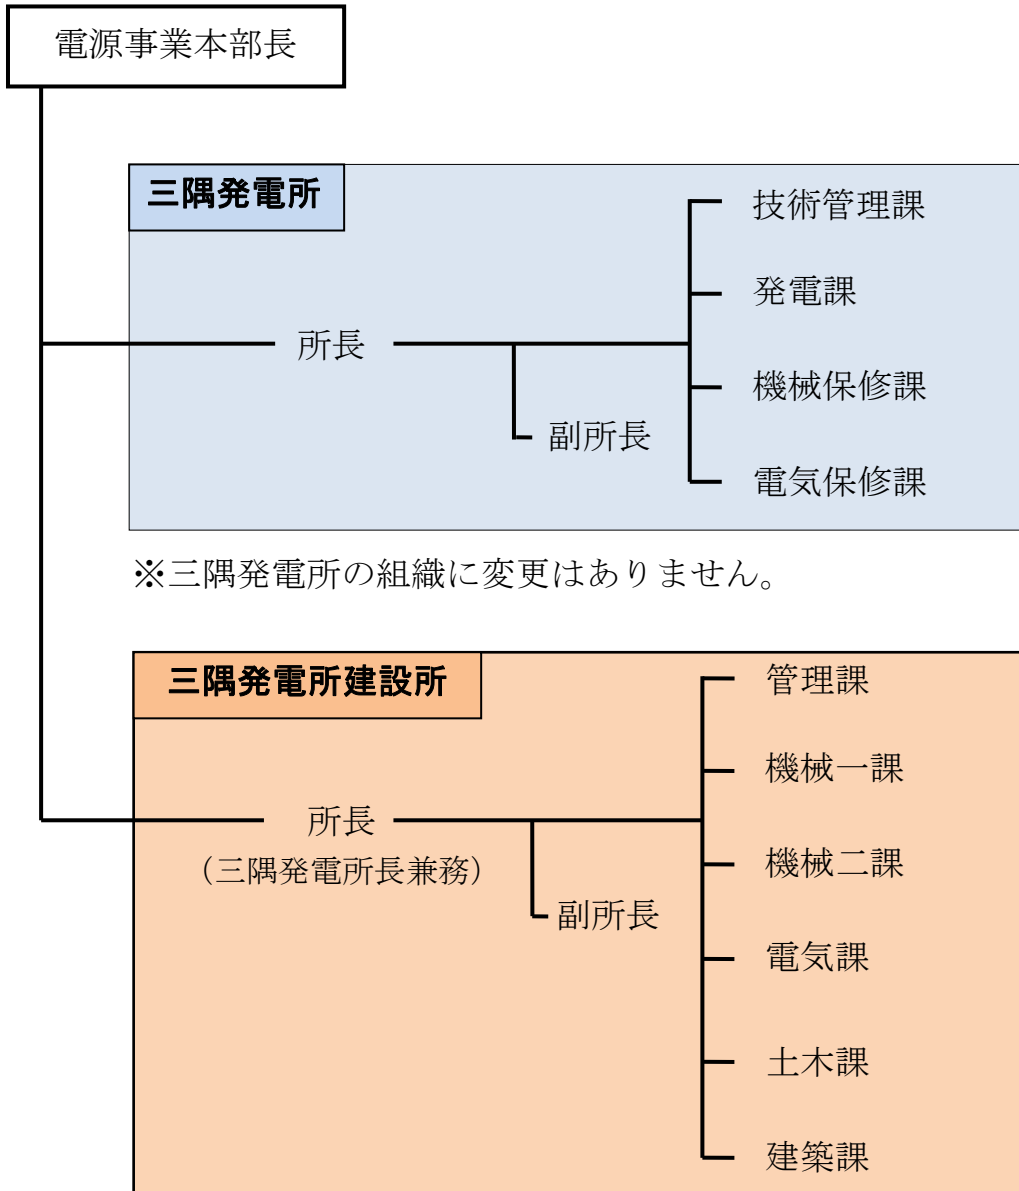 電源事業本部長
三隅発電所
技術管理課
発電課
所長
機械保修課
副所長
電気保修課
※三隅発電所の組織に変更はありません。
三隅発電所建設所
管理課
機械一課
所長
（三隅発電所長兼務）
機械二課
副所長
電気課
土木課
建築課